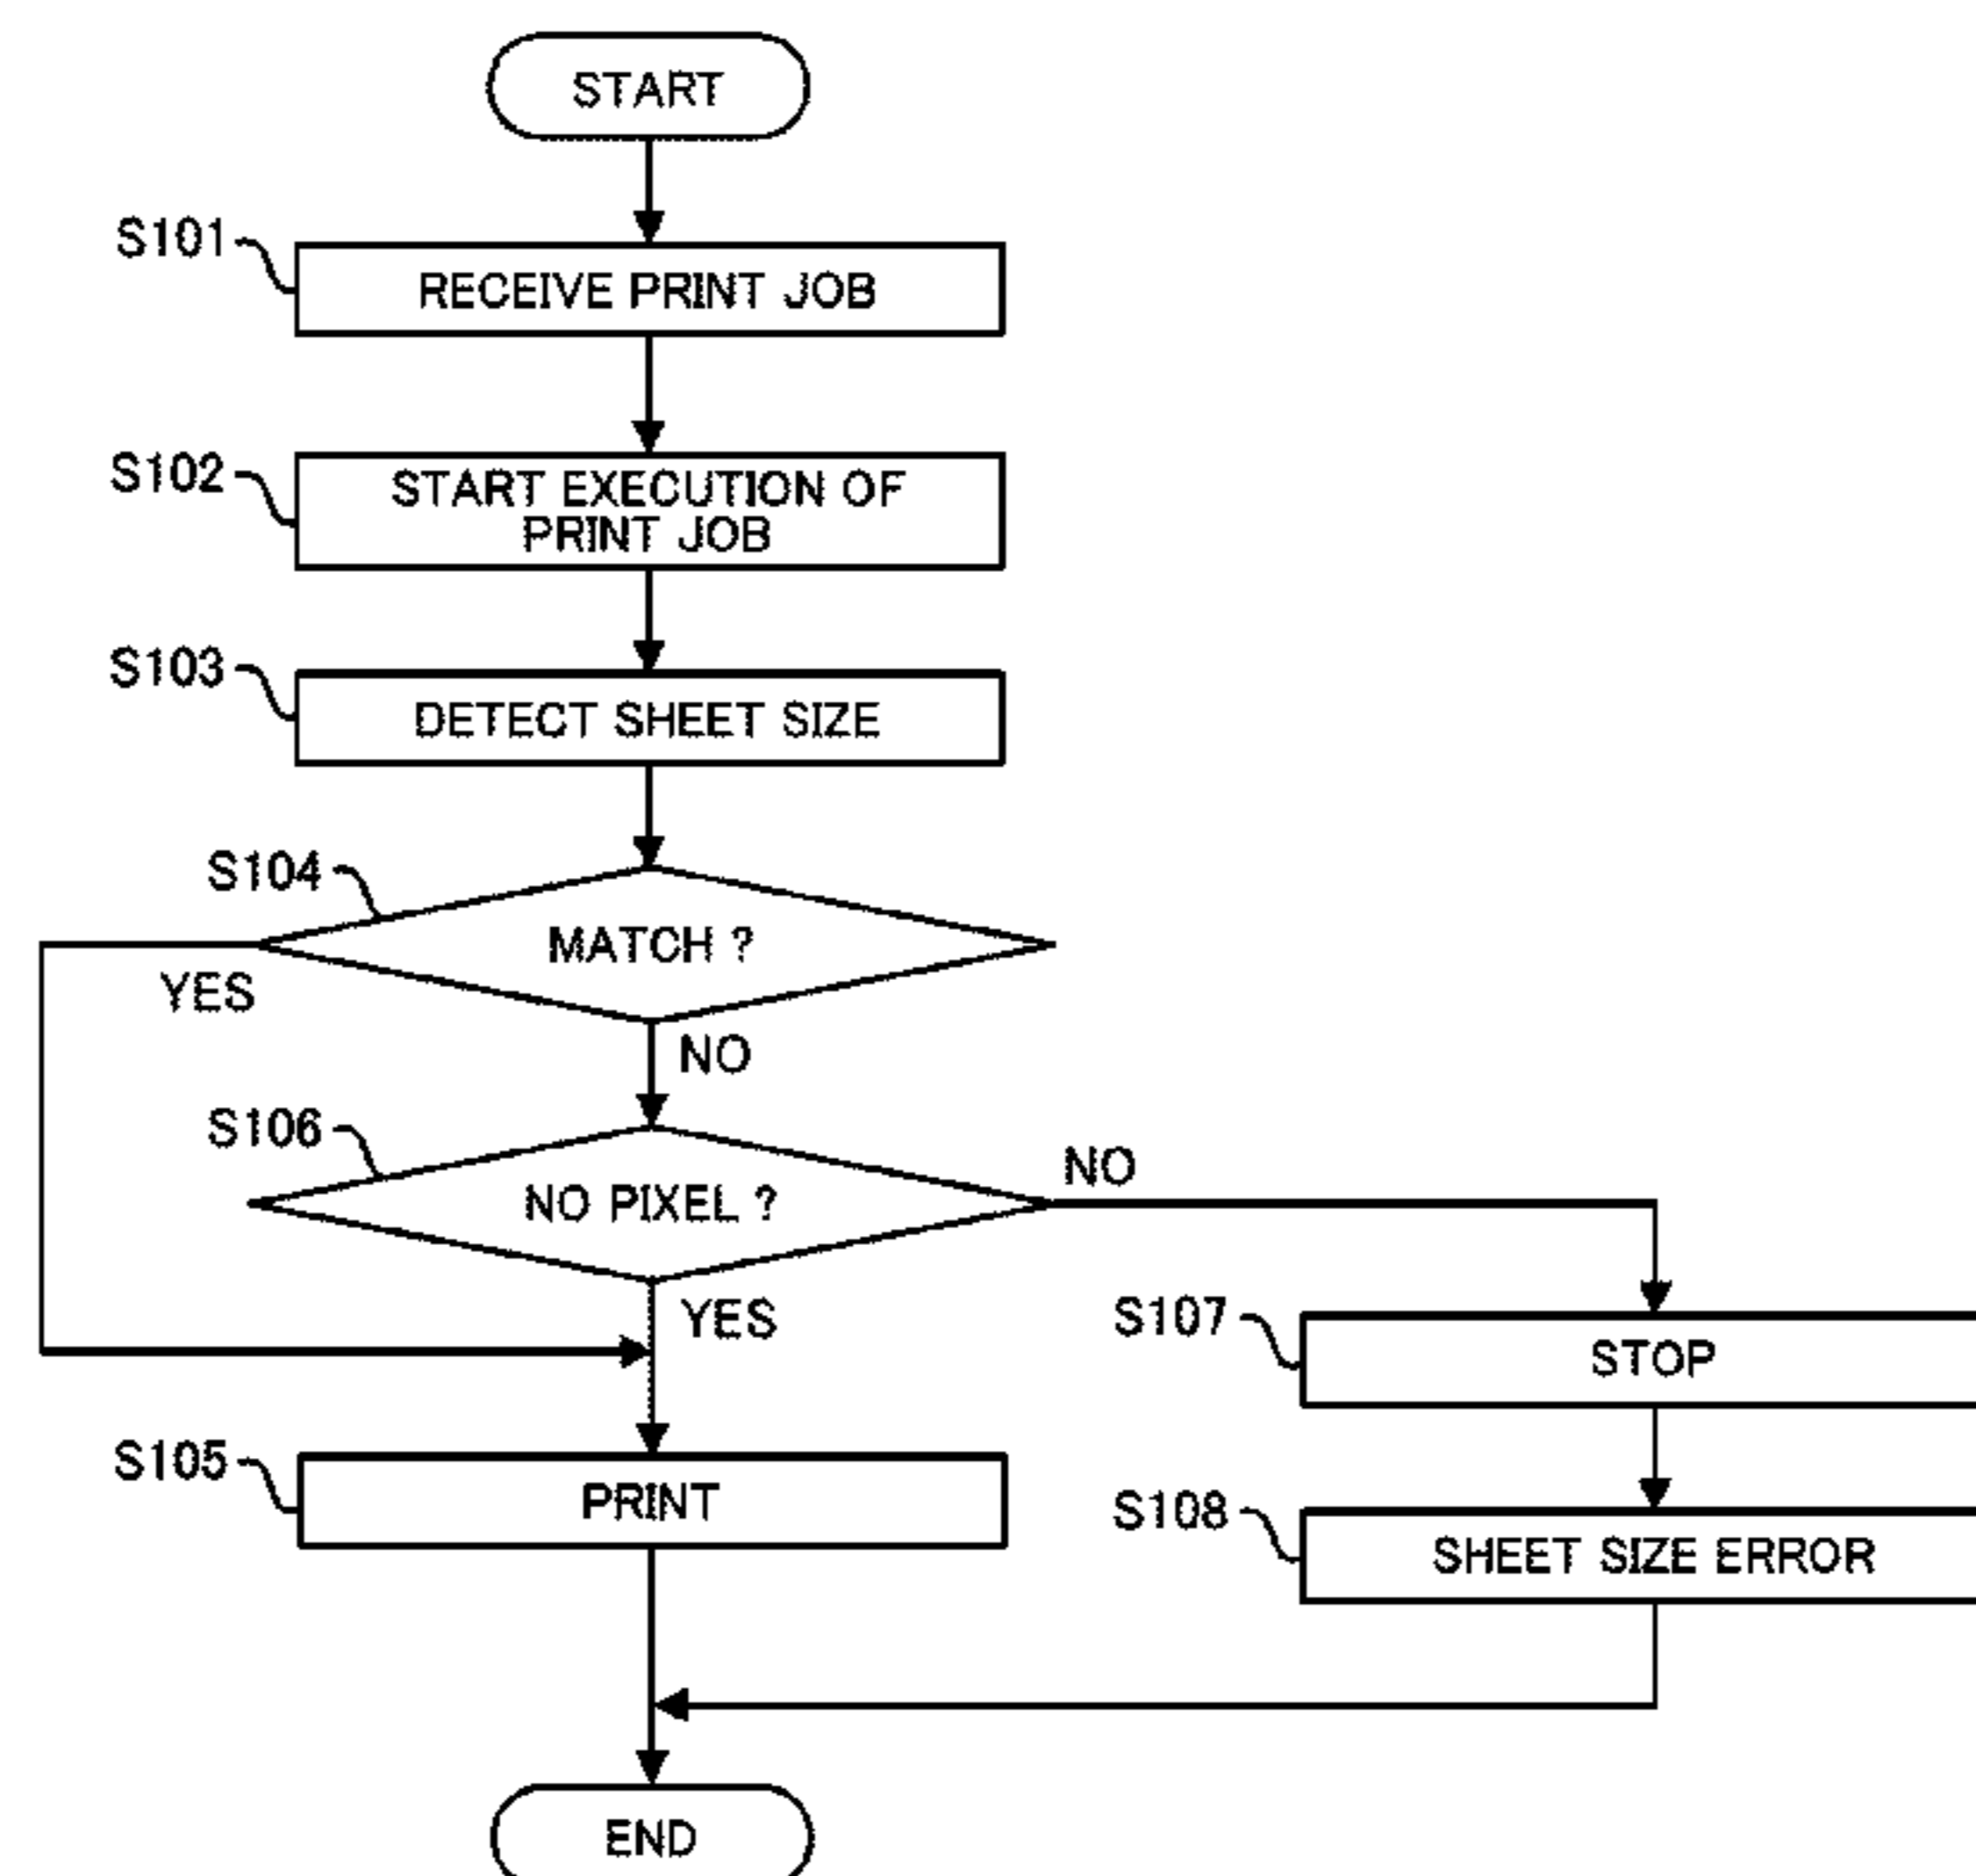 START
S101
RECEIVE PRINT JOB
S102
START EXECUTION OF
PRINT JOB
S103
DETECT SHEET SIZE
S104
MATCH ?
YES
NO
S106
NO PIXEL ?
NO
YES
S107
STOP
S105
PRINT
S108
SHEET SIZE ERROR
END